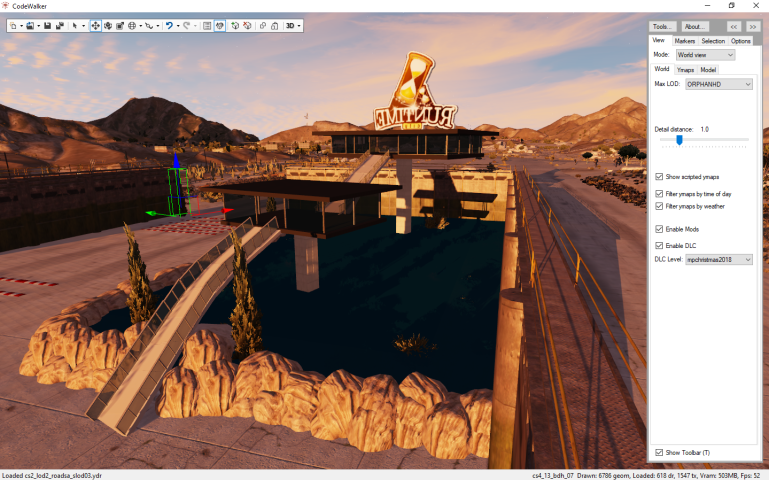 CodeWalker
3D
Tools...
About...
<<
>>
View
Markers
Selection
Options
Mode:
World view
World
Ymaps
Model
Max LOD:
ORPHANHD
Detail distance:
1.0
Show scripted ymaps
Filter ymaps by time of day
Filter ymaps by weather
Enable Mods
Enable DLC
DLC Level:
mpchristmas2018
Show Toolbar (T)
RUNTIME
Loaded cs2_lod2_roadsa_slod03.ydr
cs4_13_bdh_07 Drawn: 6786 geom, Loaded: 618 dr, 1547 tx, Vram: 503MB, Fps: 52